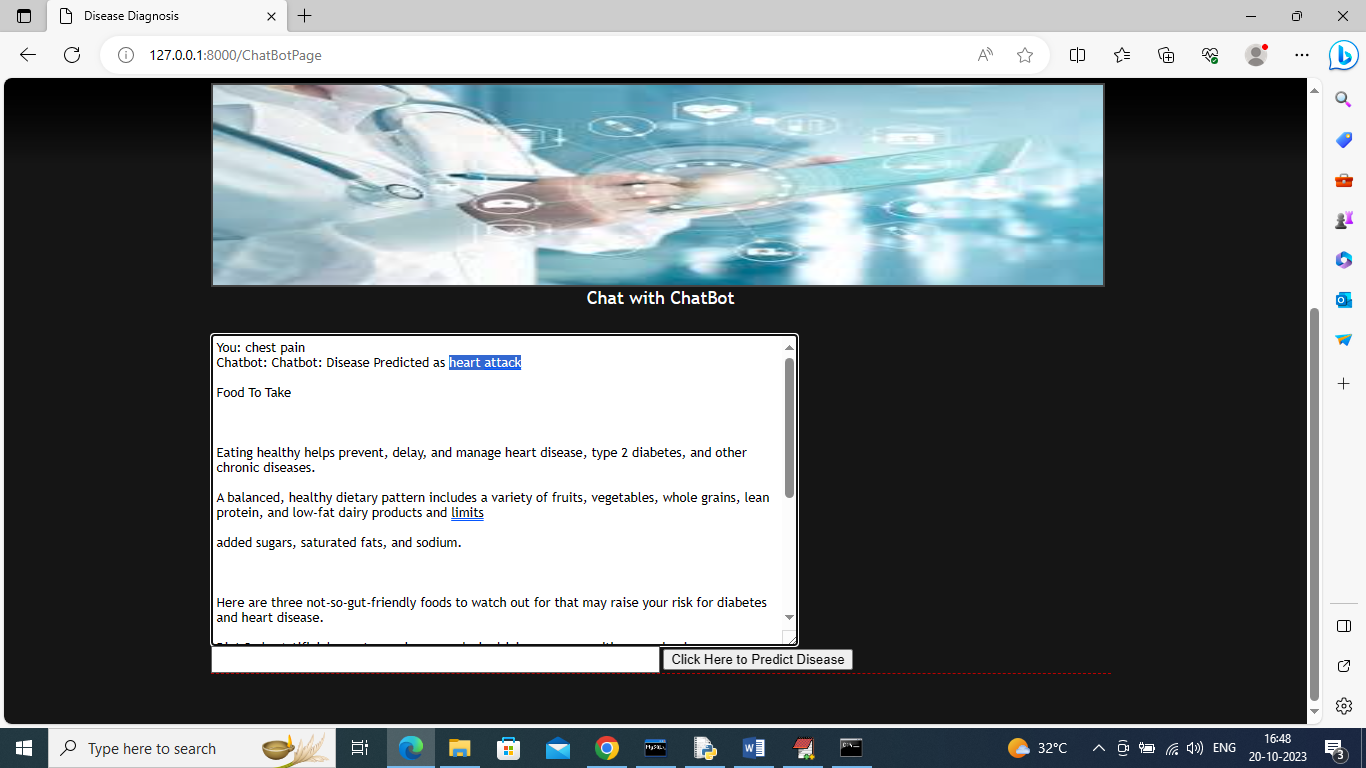 Disease Diagnosis
127.0.0.1:8000/ChatBotPage
Chat with ChatBot
You: chest pain
Chatbot: Chatbot: Disease Predicted as heart attack
Food To Take
Eating healthy helps prevent, delay, and manage heart disease, type 2 diabetes, and other
chronic diseases.
A balanced, healthy dietary pattern includes a variety of fruits, vegetables, whole grains, lean
protein, and low-fat dairy products and limits
added sugars, saturated fats, and sodium.
Here are three not-so-gut-friendly foods to watch out for that may raise your risk for diabetes
and heart disease.
Click Here to Predict Disease
Type here to search
32°C
ENG
16:48
20-10-2023
3